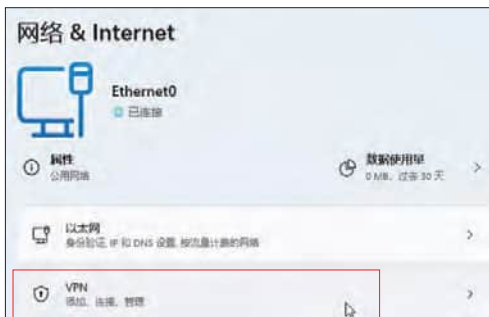 网络 & Internet
Ethernet0
已连接
属性
公用网络
数据使用量
0 MB，过去 30 天
以太网
身份验证、IP 和 DNS 设置、按流量计费的网络
VPN
添加、连接、管理